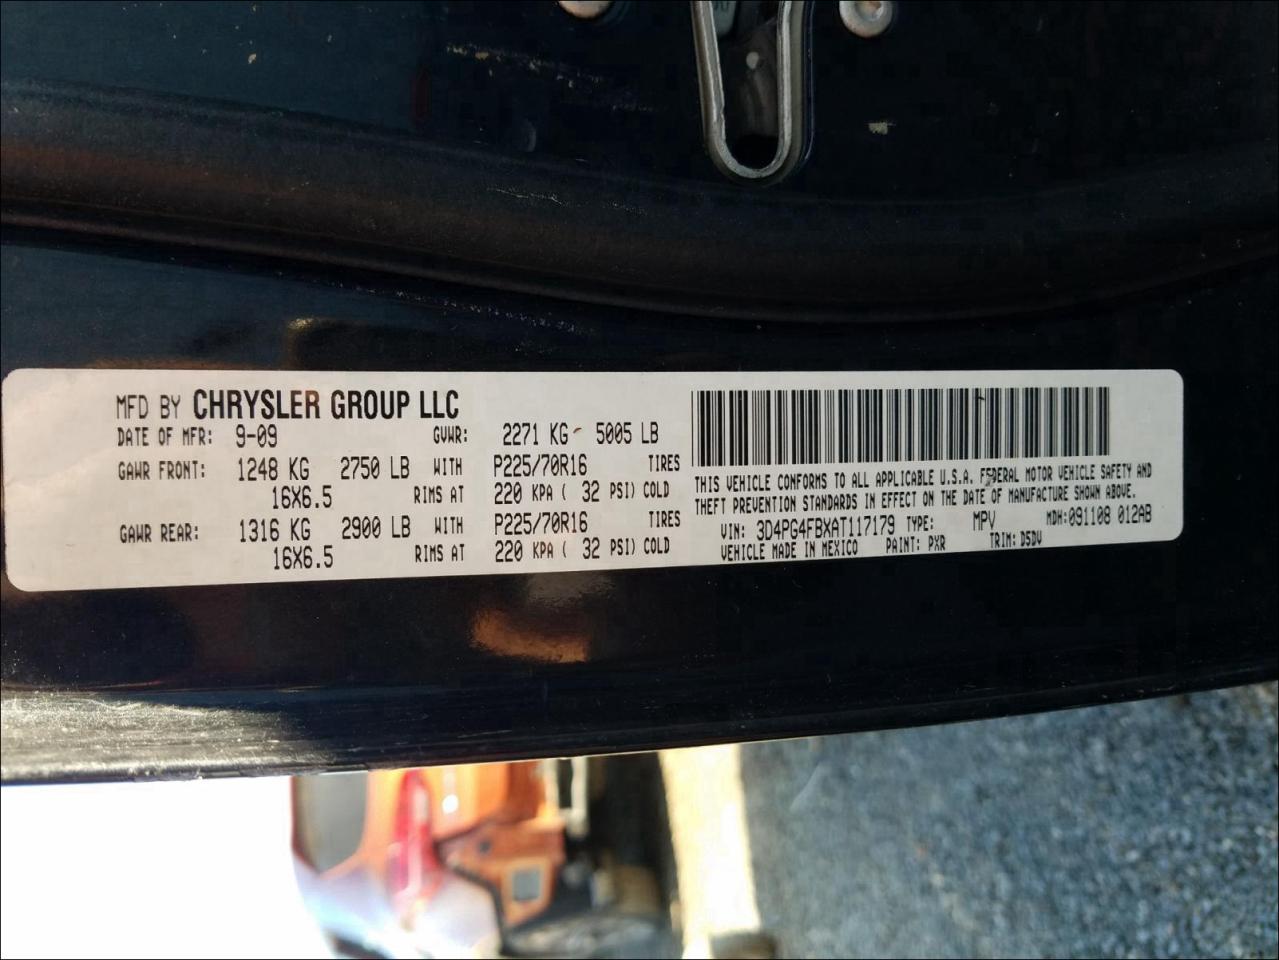 MFD BY CHRYSLER GROUP LLC
DATE OF MFR: 9-09 GVWR: 2271 KG 5005 LB
GAWR FRONT: 1248 KG 2750 LB WITH P225/70R16 TIRES
16X6.5 RIMS AT 220 KPA ( 32 PSI) COLD
GAWR REAR: 1316 KG 2900 LB WITH P225/70R16 TIRES
16X6.5 RIMS AT 220 KPA ( 32 PSI) COLD
THIS VEHICLE CONFORMS TO ALL APPLICABLE U.S.A. FEDERAL MOTOR VEHICLE SAFETY AND
THEFT PREVENTION STANDARDS IN EFFECT ON THE DATE OF MANUFACTURE SHOWN ABOVE.
VIN: 3D4PG4FBXAT117179 TYPE: MPV MDH:091108 012AB
VEHICLE MADE IN MEXICO PAINT: PXR TRIM: D5DV